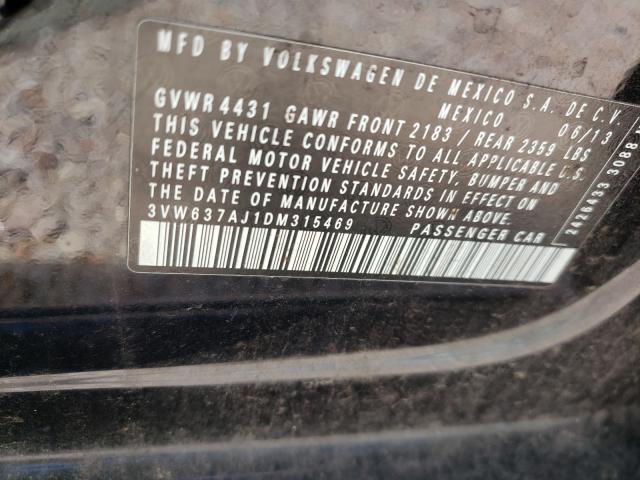 MFD BY VOLKSWAGEN DE MEXICO S.A. DE C.V.
MEXICO 06/13
GVWR 4431 GAWR FRONT 2183 / REAR 2359 LBS
THIS VEHICLE CONFORMS TO ALL APPLICABLE U.S.
FEDERAL MOTOR VEHICLE SAFETY, BUMPER AND
THEFT PREVENTION STANDARDS IN EFFECT ON
THE DATE OF MANUFACTURE SHOWN ABOVE.
3VW637AJ1DM315469 PASSENGER CAR
2426433 3088